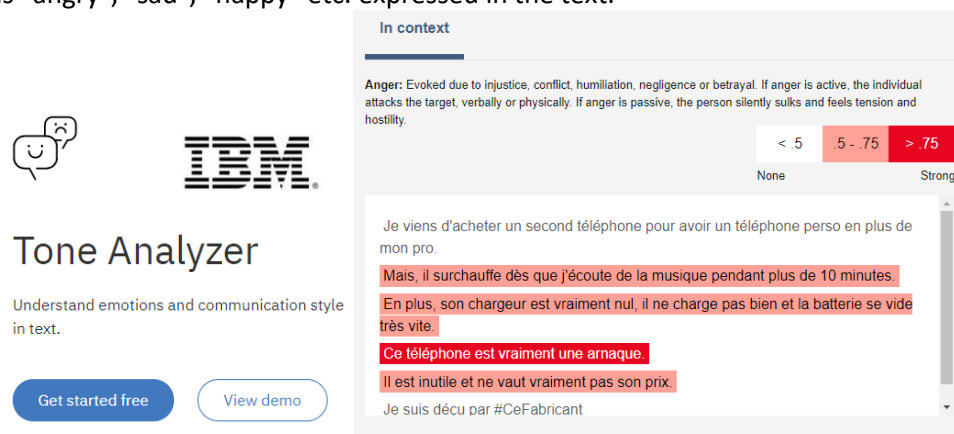 "angry", "sad", "happy" etc. expressed in the text.
In context
Anger: Evoked due to injustice, conflict, humiliation, negligence or betrayal. If anger is active, the individual
attacks the target, verbally or physically. If anger is passive, the person silently sulks and feels tension and
hostility.
< .5 .5 - .75 > .75
None Strong
IBM
Tone Analyzer
Understand emotions and communication style
in text.
Get started free View demo
Je viens d'acheter un second téléphone pour avoir un téléphone perso en plus de
mon pro.
Mais, il surchauffe dès que j'écoute de la musique pendant plus de 10 minutes.
En plus, son chargeur est vraiment nul, il ne charge pas bien et la batterie se vide
très vite.
Ce téléphone est vraiment une arnaque.
Il est inutile et ne vaut vraiment pas son prix.
Je suis décu par #CeFabricant